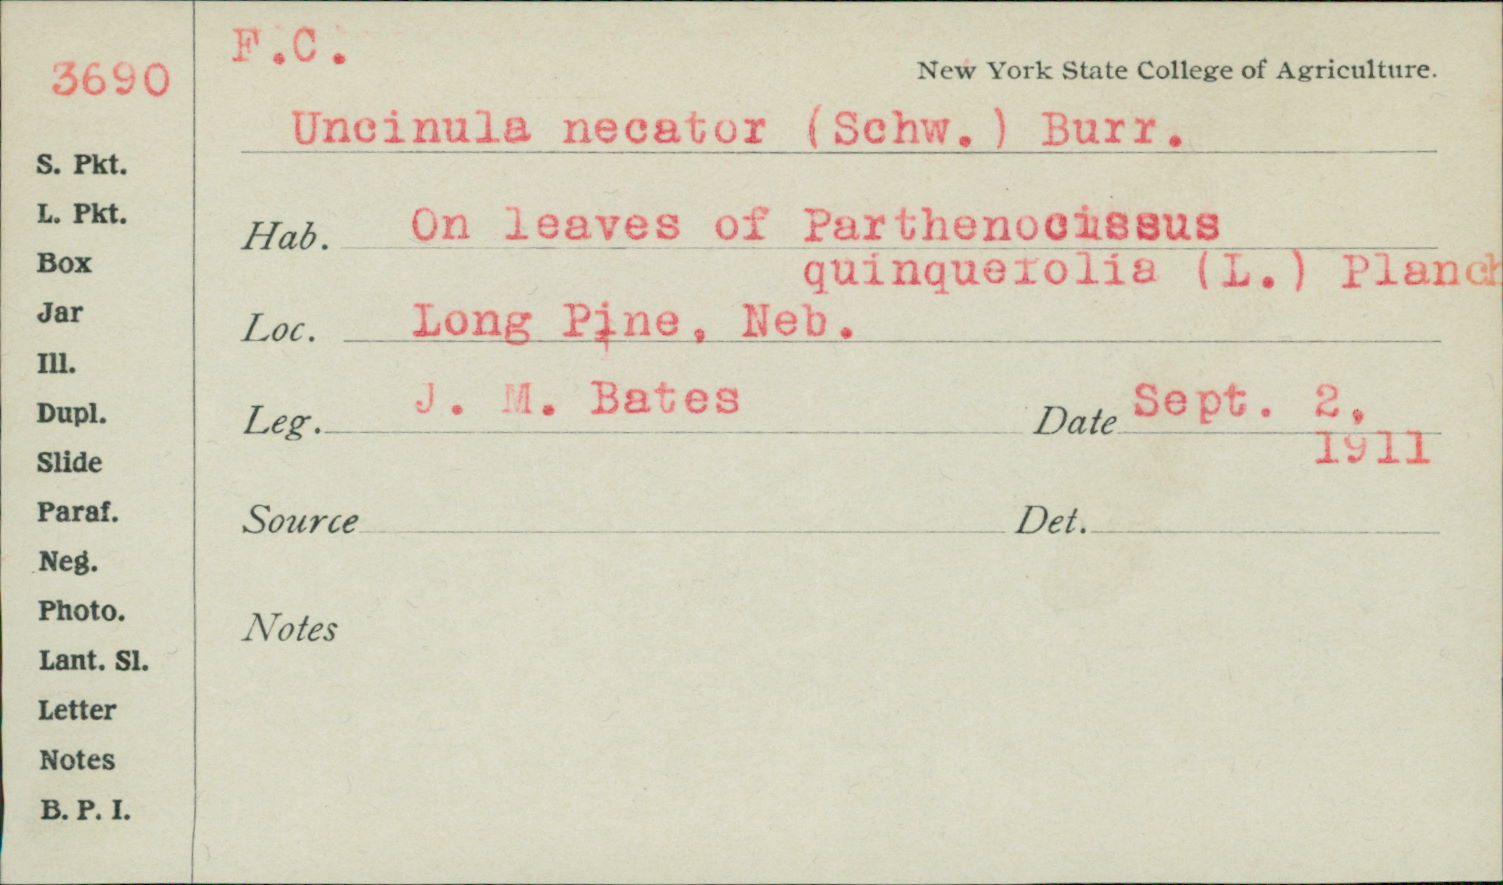 F.C.
3690
New York State College of Agriculture.
Uncinula necator (Schw.) Burr.
S. Pkt.
L. Pkt.
Box
Jar
Ill.
Dupl.
Slide
Paraf.
Neg.
Photo.
Lant. Sl.
Letter
Notes
B. P. I.
Hab. On leaves of Parthenocissus
quinquefolia (L.) Planch
Loc. Long Pine, Neb.
Leg. J. M. Bates Date Sept. 2,
1911
Source Det.
Notes